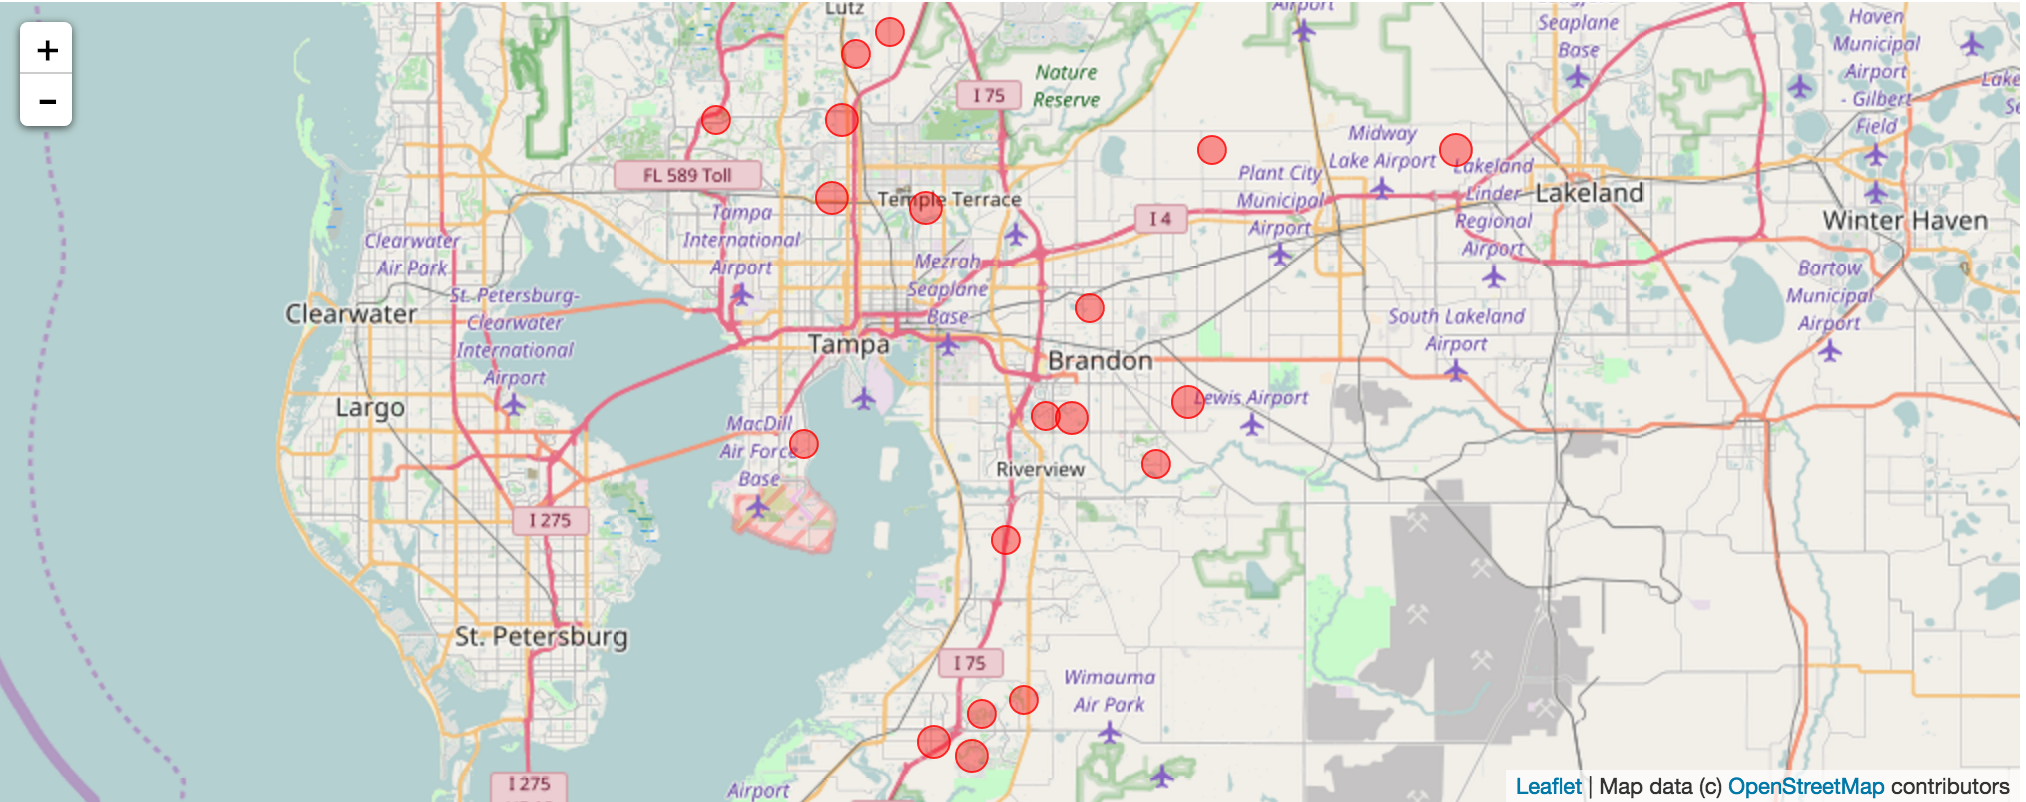 +
−
Lutz
Airport
Seaplane
Base
Haven
Municipal
Airport
- Gilbert
Field
Lake
I 75
Nature
Reserve
FL 589 Toll
Midway
Lake Airport
Plant City
Municipal
Airport
Lakeland
Linder
Regional
Airport
Lakeland
Winter Haven
Temple Terrace
I 4
Tampa
International
Airport
Clearwater
Air Park
Mezrah
Seaplane
Base
St. Petersburg-
Clearwater
International
Airport
Clearwater
Bartow
Municipal
Airport
South Lakeland
Airport
Tampa
Brandon
Largo
Lewis Airport
MacDill
Air Force
Base
Riverview
I 275
St. Petersburg
I 75
Wimauma
Air Park
I 275
Airport
Leaflet | Map data (c) OpenStreetMap contributors